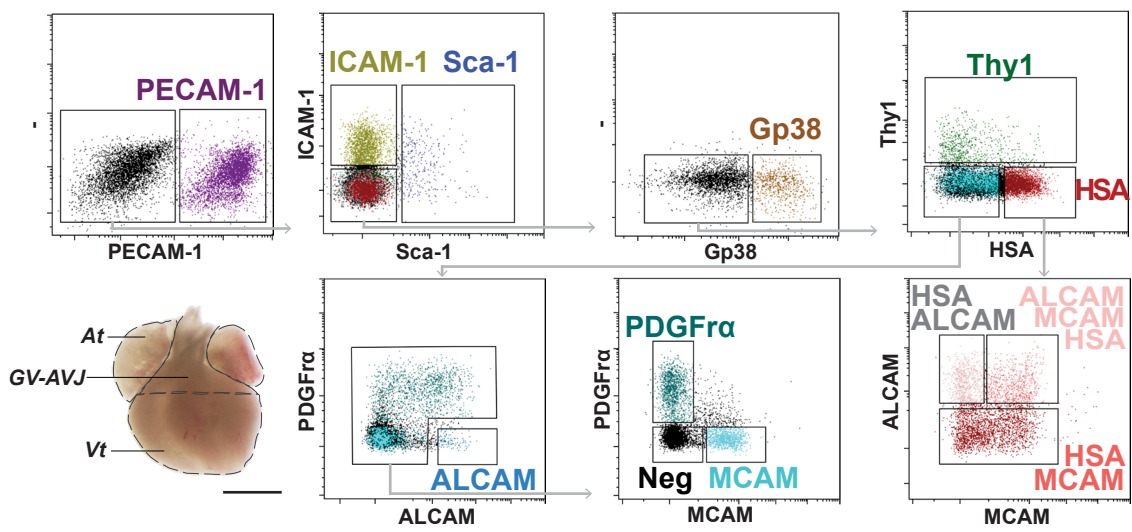 PECAM-1
-
PECAM-1
ICAM-1 Sca-1
ICAM-1
Sca-1
Gp38
-
Gp38
Thy1
Thy1
HSA
HSA
At
GV-AVJ
Vt
PDGFrα
ALCAM
ALCAM
PDGFrα
PDGFrα
Neg MCAM
MCAM
HSA
ALCAM
ALCAM
MCAM
HSA
ALCAM
HSA
MCAM
MCAM